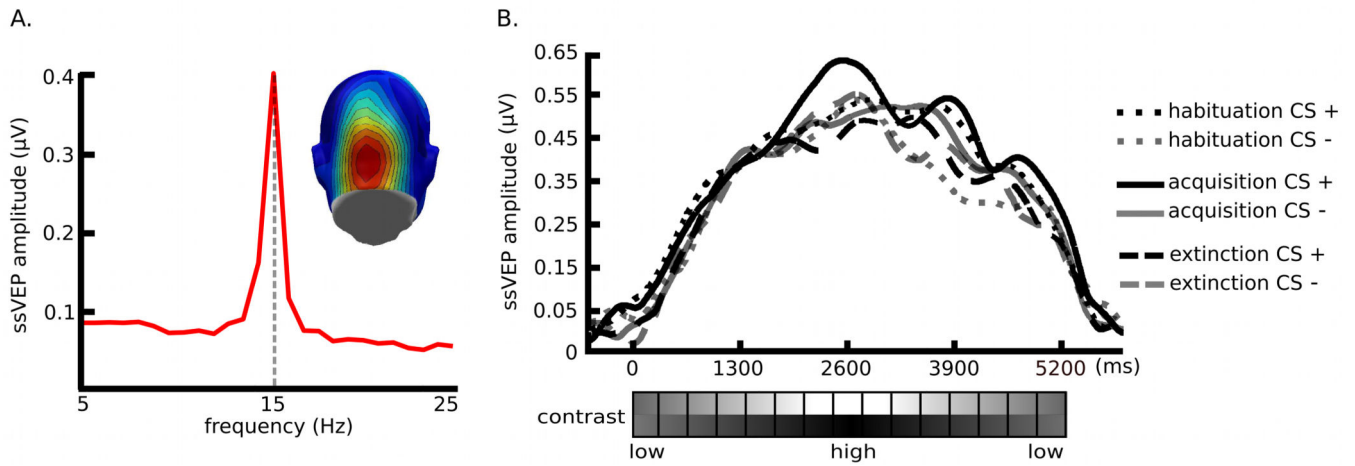 A.
ssVEP amplitude (μV)
0.4
0.3
0.2
0.1
5
15
25
frequency (Hz)
B.
ssVEP amplitude (μV)
0.65
0.55
0.45
0.35
0.25
0.15
0.05
0
0
1300
2600
3900
5200
(ms)
contrast
low
high
low
habituation CS +
habituation CS -
acquisition CS +
acquisition CS -
extinction CS +
extinction CS -